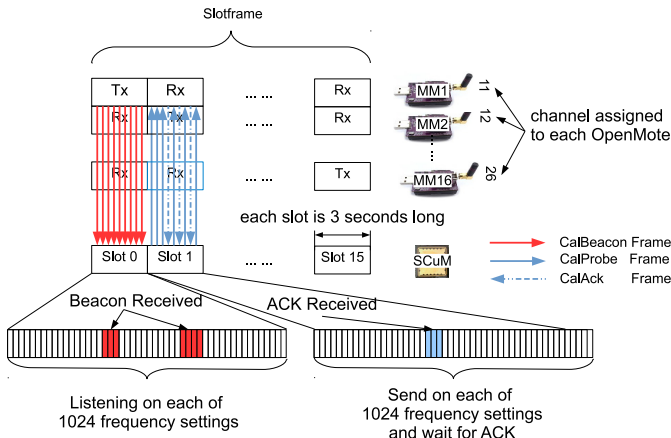 Slotframe
Tx Rx ... ... Rx MM1 11
Rx Tx ... ... Rx MM2 12
channel assigned
to each OpenMote
Rx Rx ... ... Tx MM16 26
each slot is 3 seconds long
Slot 0 Slot 1 ... ... Slot 15 SCuM
CalBeacon Frame
CalProbe Frame
CalAck Frame
Beacon Received
ACK Received
Listening on each of
1024 frequency settings
Send on each of
1024 frequency settings
and wait for ACK